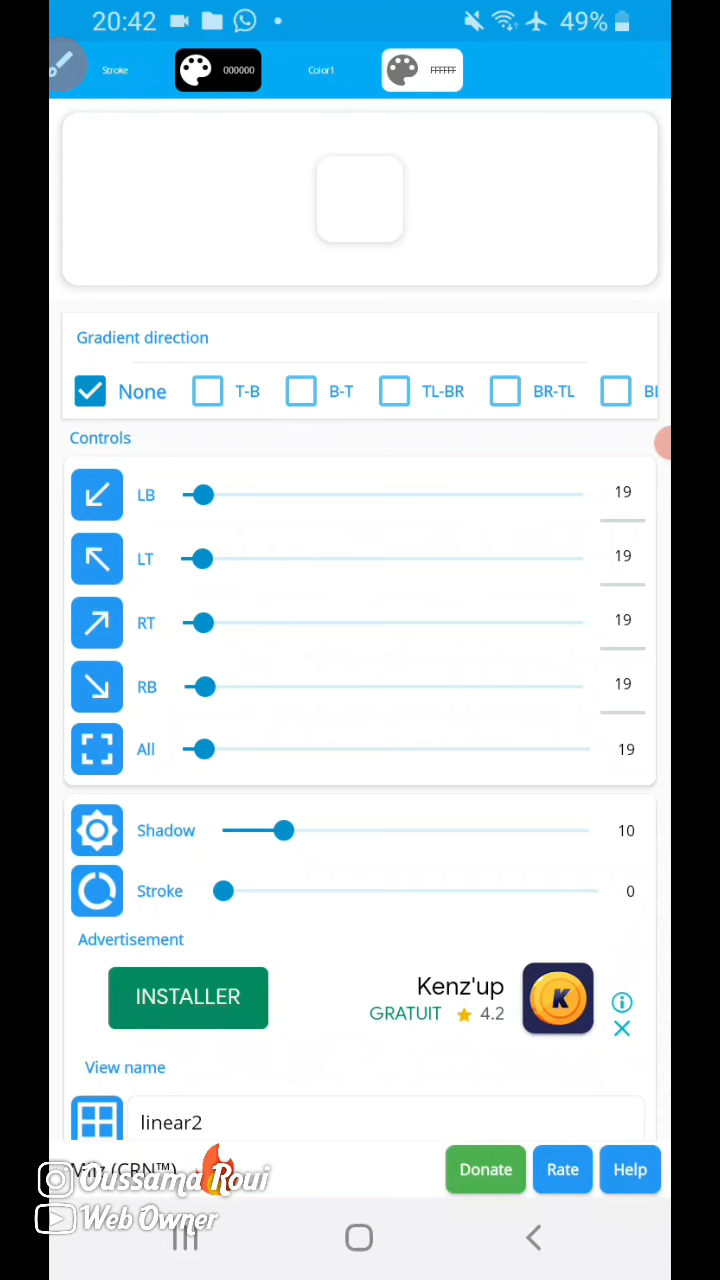 20:42 49%
Stroke 000000 Color1 FFFFFF
Gradient direction
None T-B B-T TL-BR BR-TL
Controls
LB 19
LT 19
RT 19
RB 19
All 19
Shadow 10
Stroke 0
Advertisement
INSTALLER
Kenz'up
GRATUIT 4.2
K
View name
linear2
(CRN™)
Donate Rate Help
Oussama Roui
Web Owner